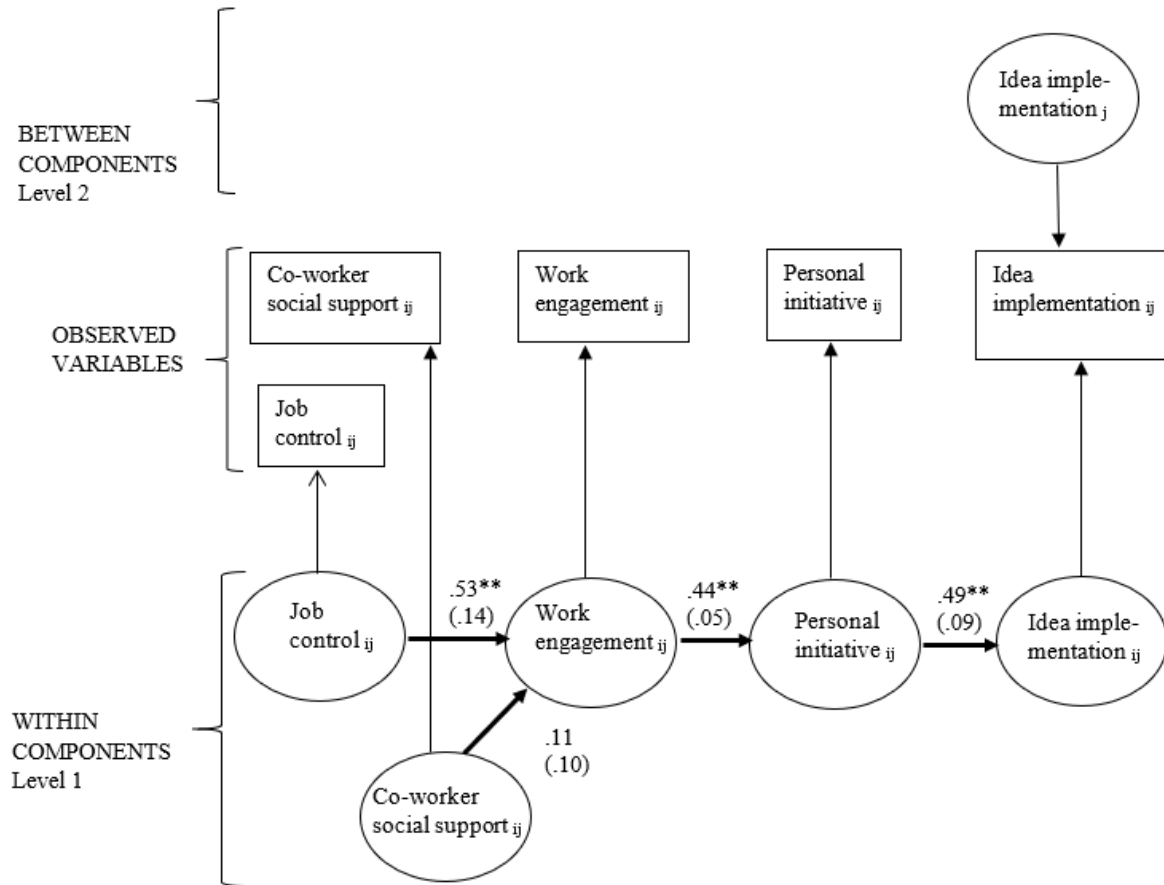 Idea imple-
mentation j
BETWEEN
COMPONENTS
Level 2
Co-worker
social support ij
Work
engagement ij
Personal
initiative ij
Idea
implementation ij
OBSERVED
VARIABLES
Job
control ij
.53**
(.14)
.44**
(.05)
.49**
(.09)
Job
control ij
Work
engagement ij
Personal
initiative ij
Idea imple-
mentation ij
WITHIN
COMPONENTS
Level 1
.11
(.10)
Co-worker
social support ij